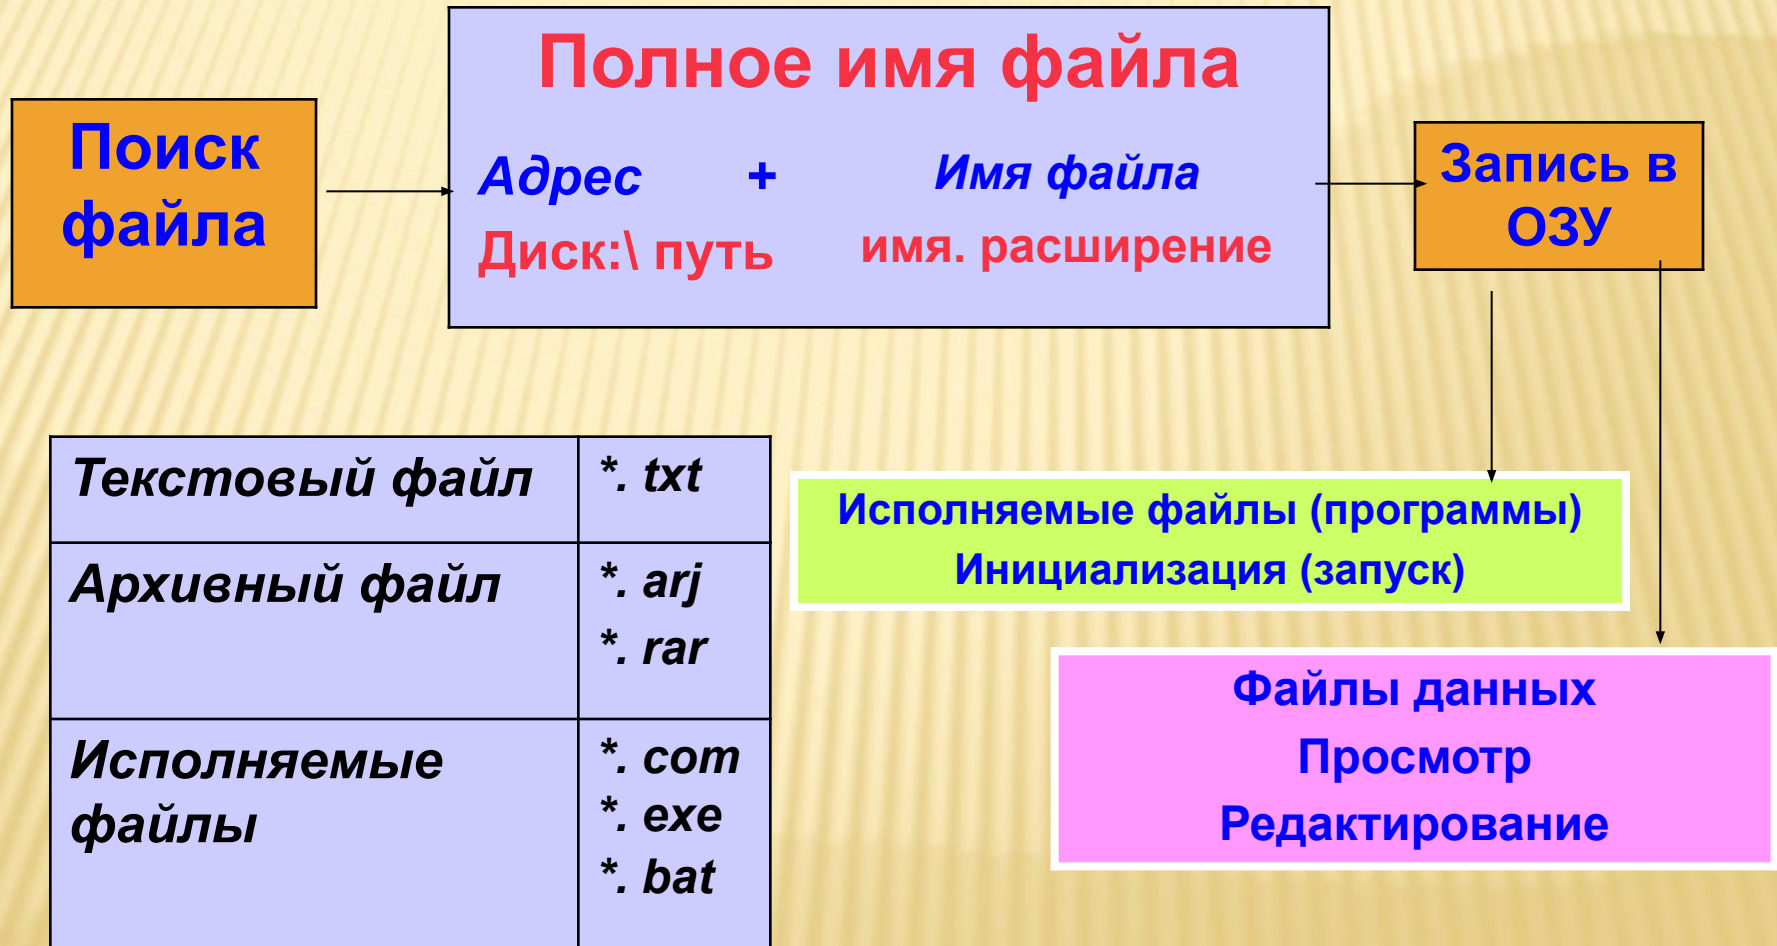 Поиск
файла
Полное имя файла
Адрес + Имя файла
Диск:\ путь имя. расширение
Запись в
ОЗУ
Текстовый файл *. txt
Архивный файл *. arj
*. rar
Исполняемые *. com
файлы *. exe
*. bat
Исполняемые файлы (программы)
Инициализация (запуск)
Файлы данных
Просмотр
Редактирование